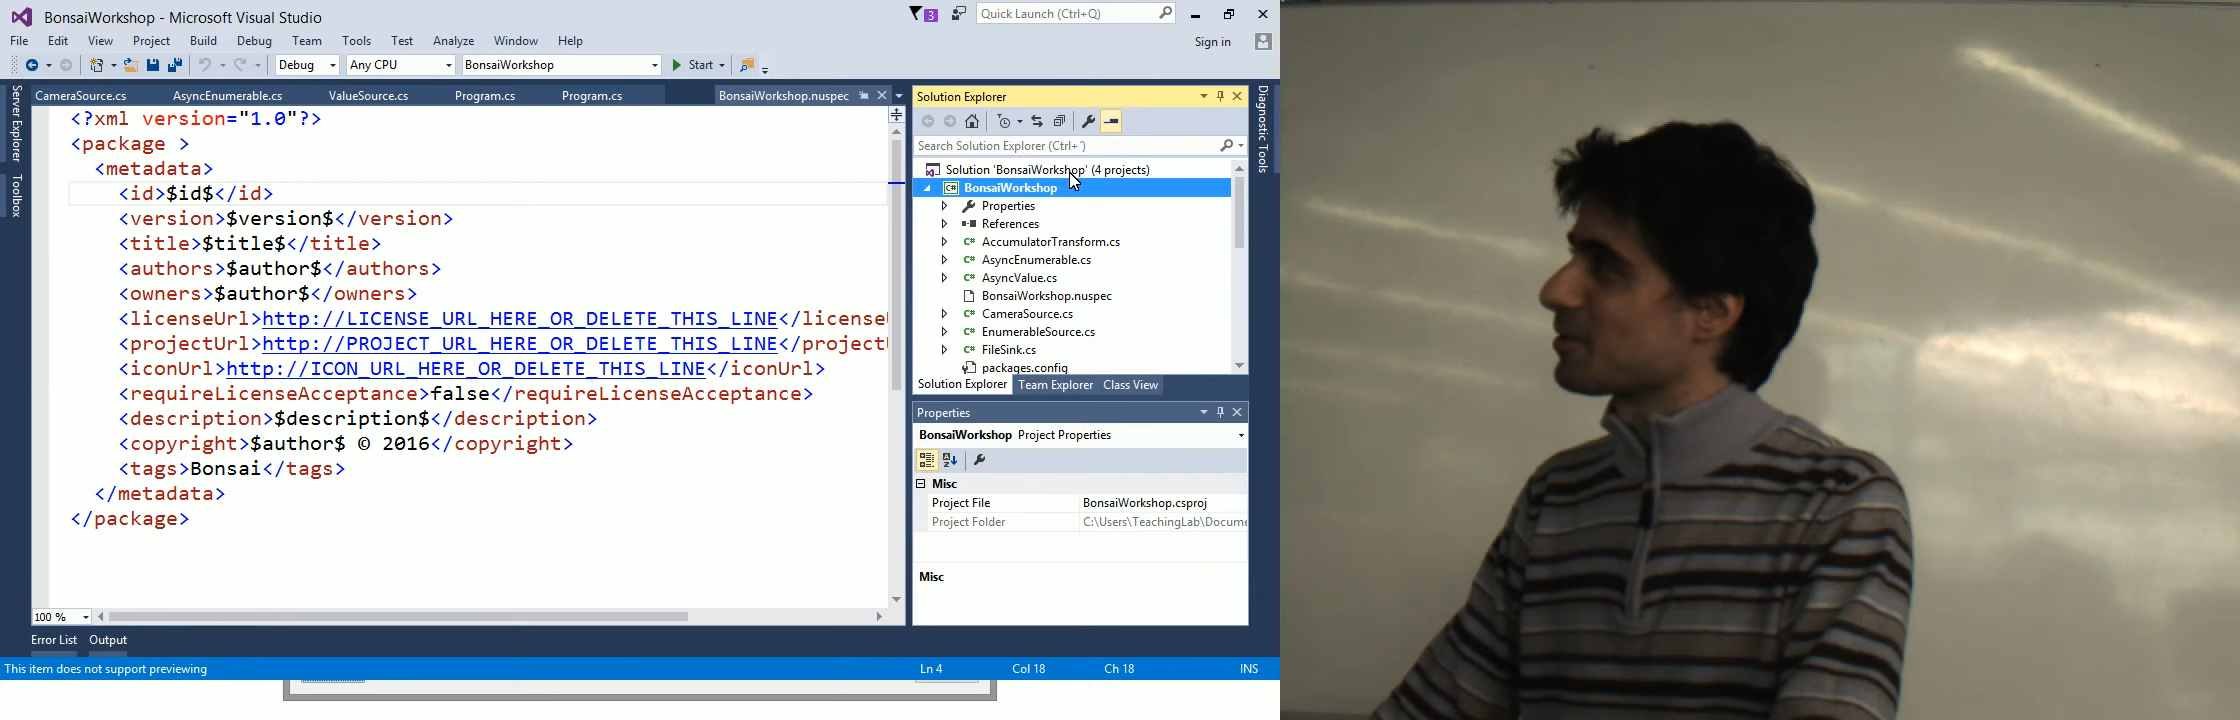 BonsaiWorkshop - Microsoft Visual Studio
3
Quick Launch (Ctrl+Q)
File Edit View Project Build Debug Team Tools Test Analyze Window Help
Sign in
Debug Any CPU BonsaiWorkshop Start
Server Explorer
Toolbox
CameraSource.cs AsyncEnumerable.cs ValueSource.cs Program.cs Program.cs BonsaiWorkshop.nuspec
<?xml version="1.0"?>
<package >
<metadata>
<id>$id$</id>
<version>$version$</version>
<title>$title$</title>
<authors>$author$</authors>
<owners>$author$</owners>
<licenseUrl>http://LICENSE_URL_HERE_OR_DELETE_THIS_LINE</license
<projectUrl>http://PROJECT_URL_HERE_OR_DELETE_THIS_LINE</project
<iconUrl>http://ICON_URL_HERE_OR_DELETE_THIS_LINE</iconUrl>
<requireLicenseAcceptance>false</requireLicenseAcceptance>
<description>$description$</description>
<copyright>$author$ © 2016</copyright>
<tags>Bonsai</tags>
</metadata>
</package>
100 %
Error List Output
Solution Explorer
Search Solution Explorer (Ctrl+´)
Solution 'BonsaiWorkshop' (4 projects)
C# BonsaiWorkshop
Properties
References
C# AccumulatorTransform.cs
C# AsyncEnumerable.cs
C# AsyncValue.cs
BonsaiWorkshop.nuspec
C# CameraSource.cs
C# EnumerableSource.cs
C# FileSink.cs
packages.config
Solution Explorer Team Explorer Class View
Properties
BonsaiWorkshop Project Properties
Misc
Project File BonsaiWorkshop.csproj
Project Folder C:\Users\TeachingLab\Docume
Misc
Diagnostic Tools
This item does not support previewing Ln 4 Col 18 Ch 18 INS